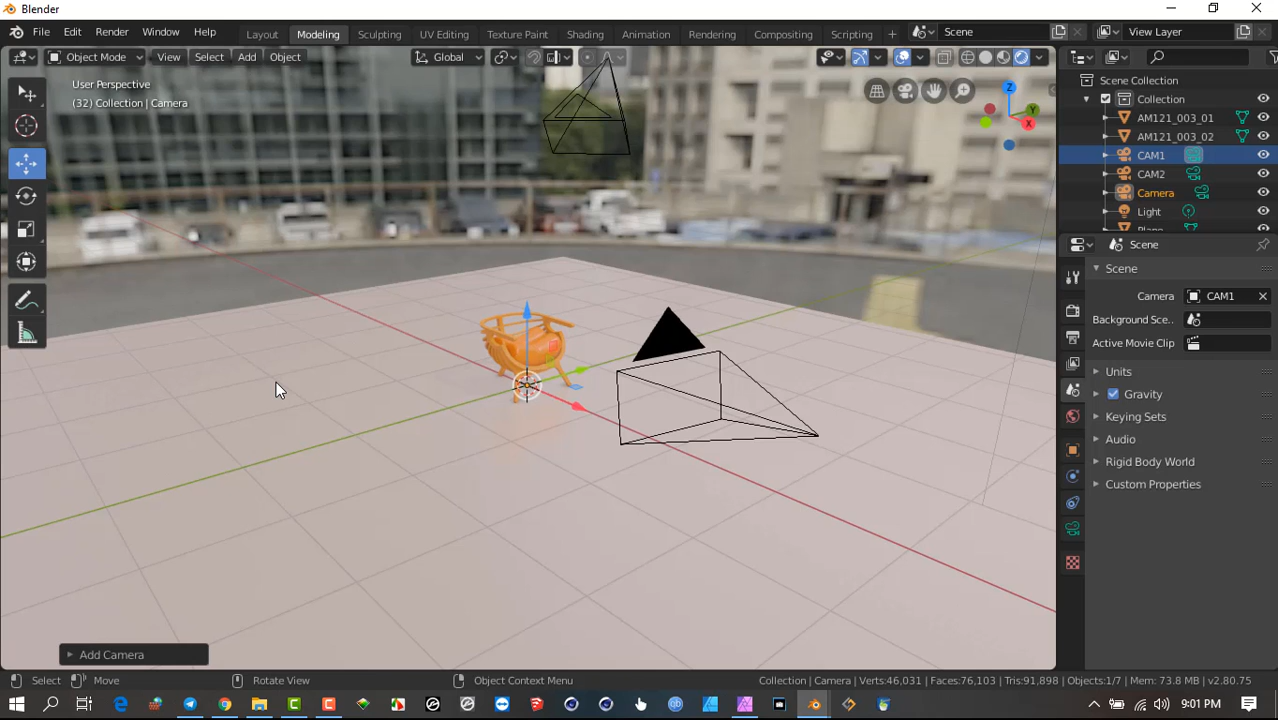 Blender
File Edit Render Window Help
Layout Modeling Sculpting UV Editing Texture Paint Shading Animation Rendering Compositing Scripting
Scene View Layer
Object Mode View Select Add Object Global
User Perspective
(32) Collection | Camera
Z
Y
X
Scene Collection
Collection
AM121_003_01
AM121_003_02
CAM1
CAM2
Camera
Light
Plane
Scene
Scene
Camera CAM1
Background Sce..
Active Movie Clip
Units
Gravity
Keying Sets
Audio
Rigid Body World
Custom Properties
Add Camera
Select Move Rotate View Object Context Menu Collection | Camera | Verts:46,031 | Faces:76,103 | Tris:91,898 | Objects:1/7 | Mem: 73.8 MB | v2.80.75
9:01 PM